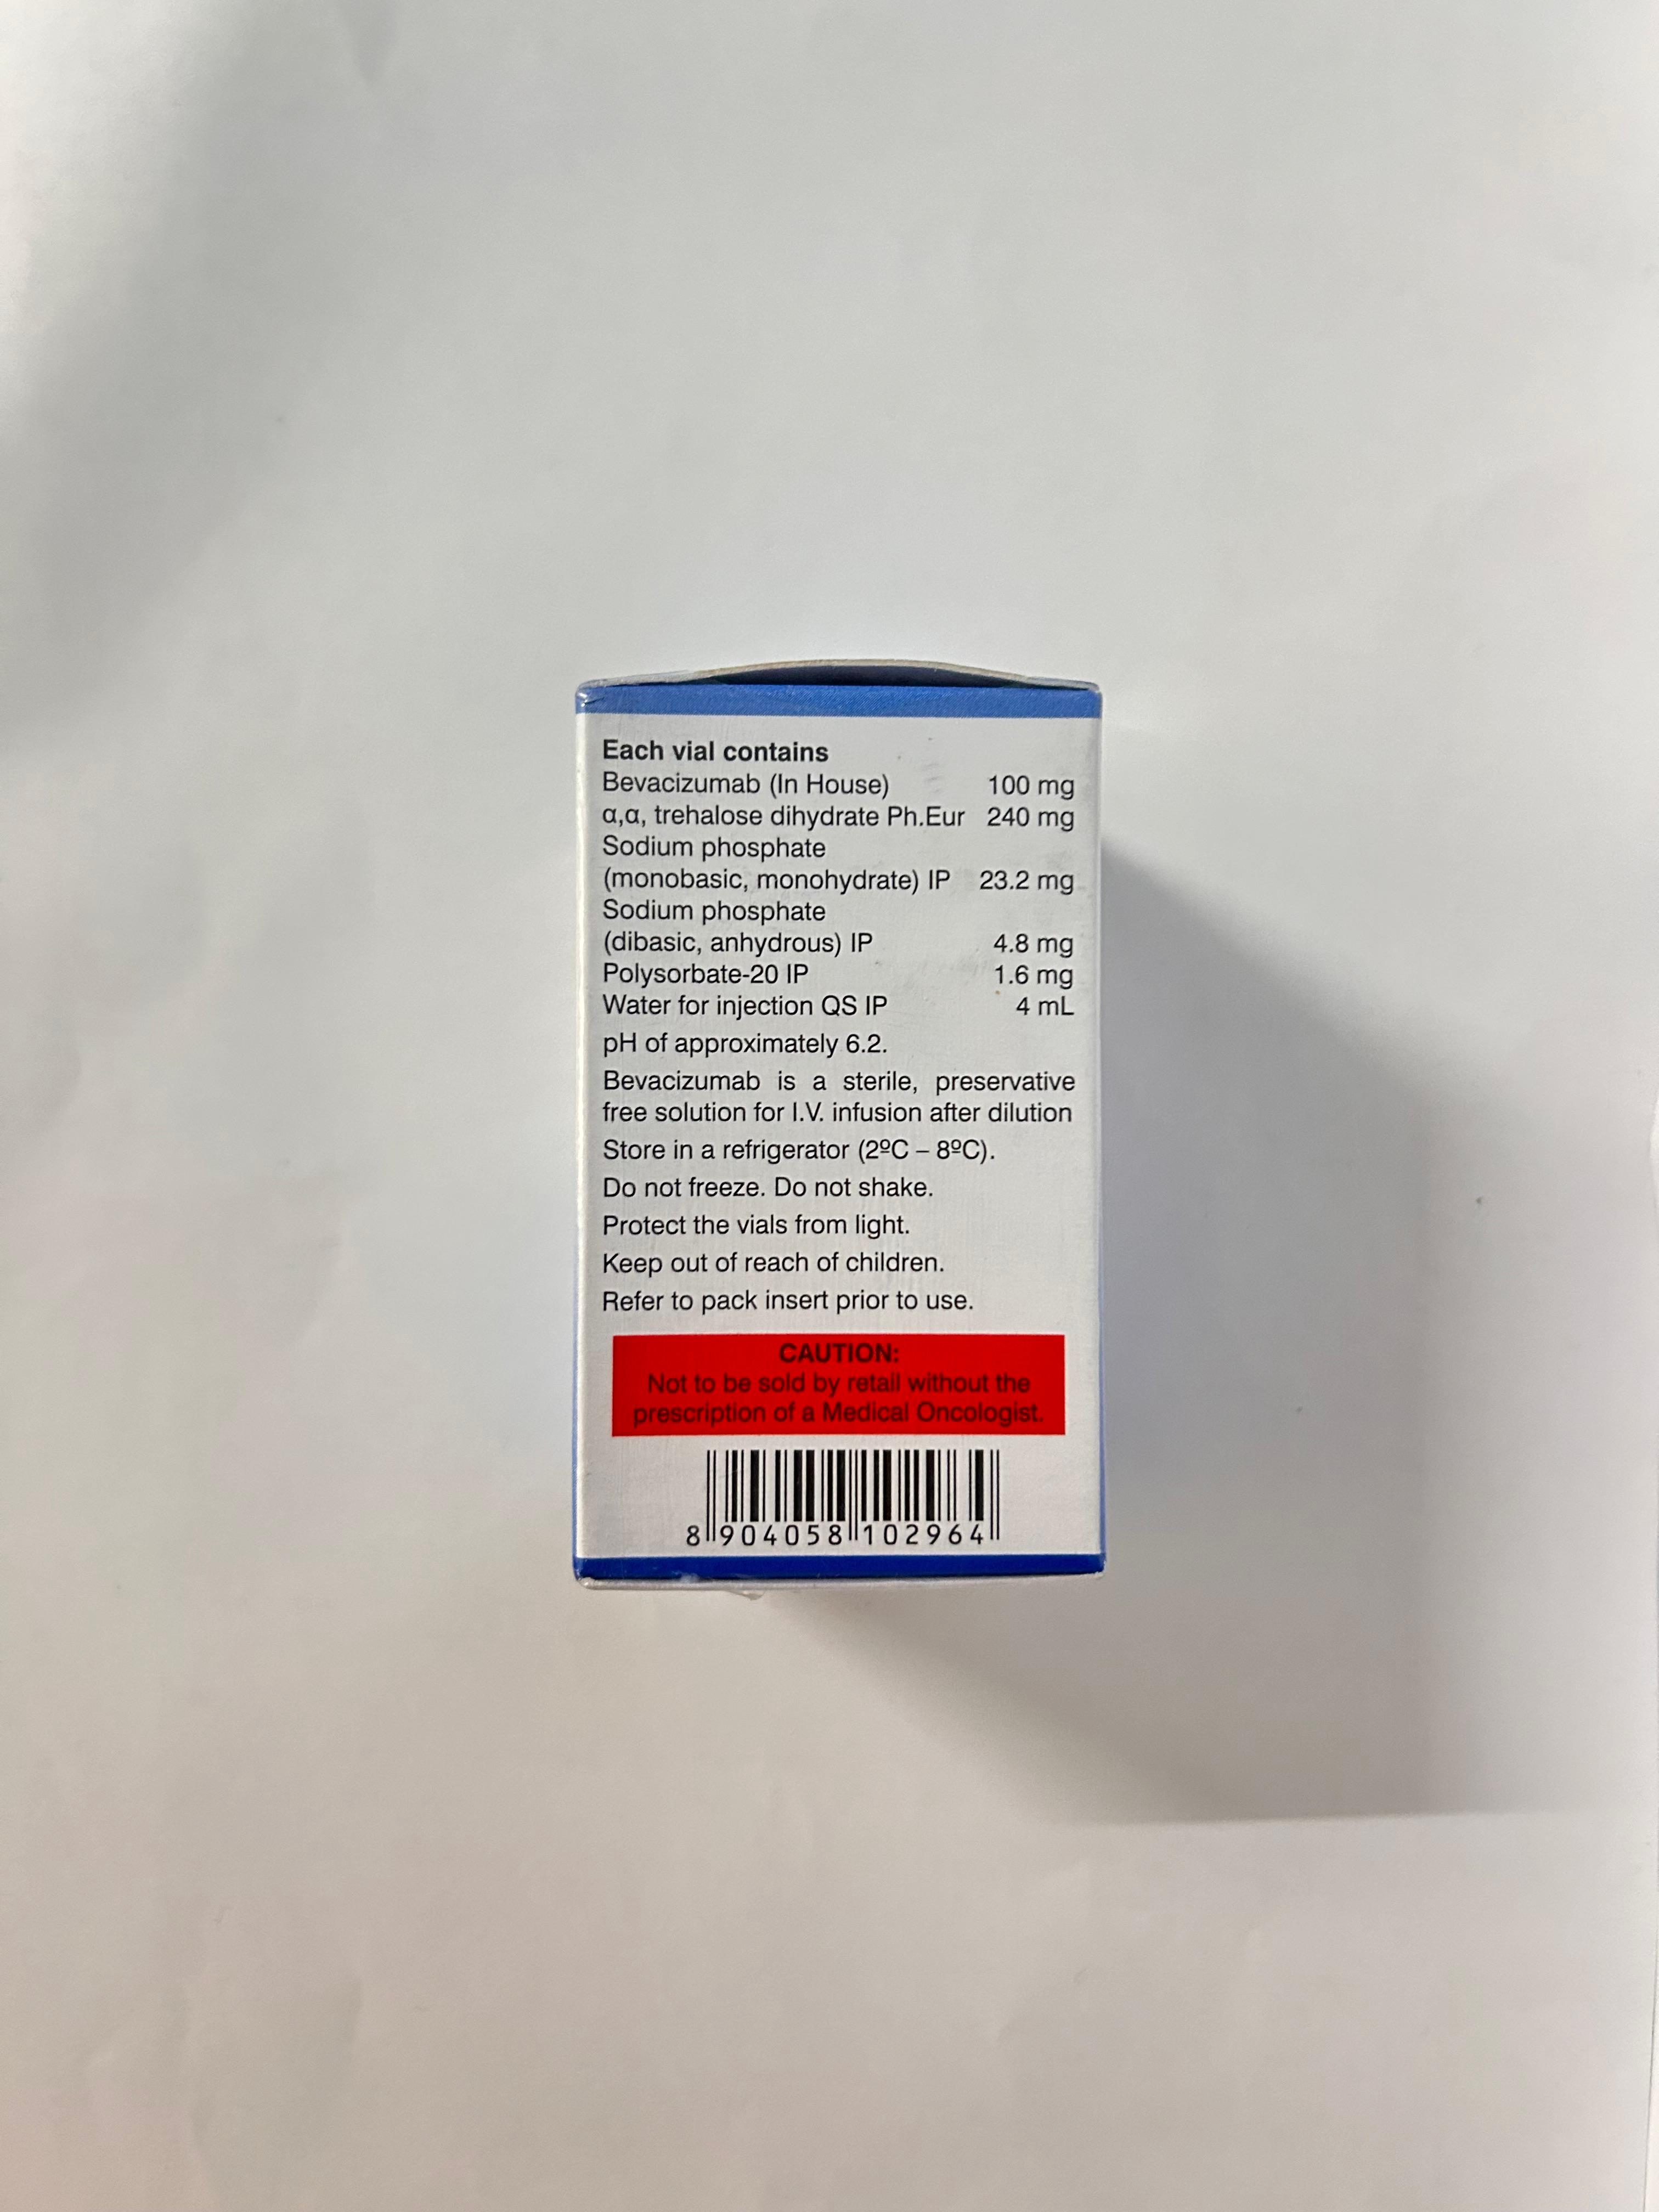 Each vial contains
Bevacizumab (In House) 100 mg
α,α, trehalose dihydrate Ph.Eur 240 mg
Sodium phosphate
(monobasic, monohydrate) IP 23.2 mg
Sodium phosphate
(dibasic, anhydrous) IP 4.8 mg
Polysorbate-20 IP 1.6 mg
Water for injection QS IP 4 mL
pH of approximately 6.2.
Bevacizumab is a sterile, preservative
free solution for I.V. infusion after dilution
Store in a refrigerator (2ºC – 8ºC).
Do not freeze. Do not shake.
Protect the vials from light.
Keep out of reach of children.
Refer to pack insert prior to use.
CAUTION:
Not to be sold by retail without the
prescription of a Medical Oncologist.
8 904058 102964